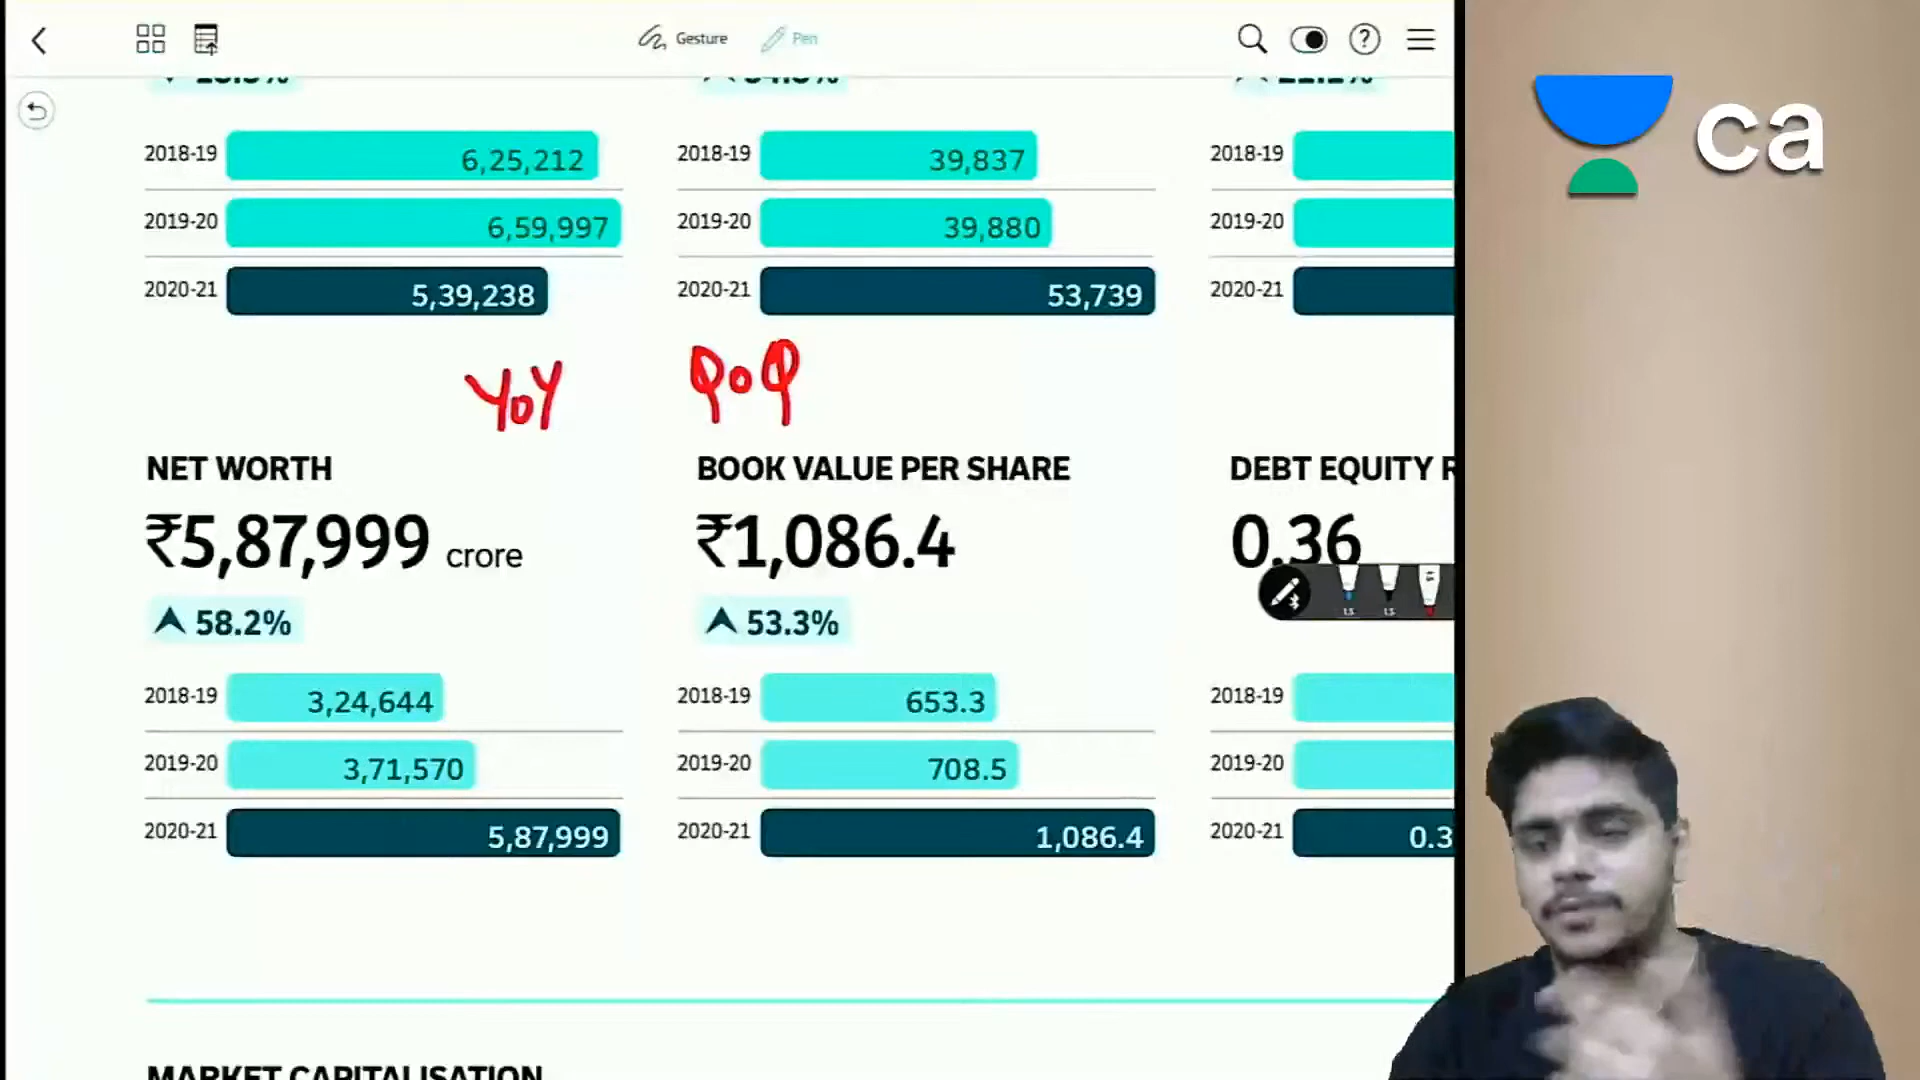 Gesture Pen
ca
2018-19 6,25,212 2018-19 39,837 2018-19
2019-20 6,59,997 2019-20 39,880 2019-20
2020-21 5,39,238 2020-21 53,739 2020-21
YoY QoQ
NET WORTH BOOK VALUE PER SHARE DEBT EQUITY R
₹5,87,999 crore ₹1,086.4 0.36
58.2% 53.3%
2018-19 3,24,644 2018-19 653.3 2018-19
2019-20 3,71,570 2019-20 708.5 2019-20
2020-21 5,87,999 2020-21 1,086.4 2020-21 0.3
MARKET CAPITALISATION